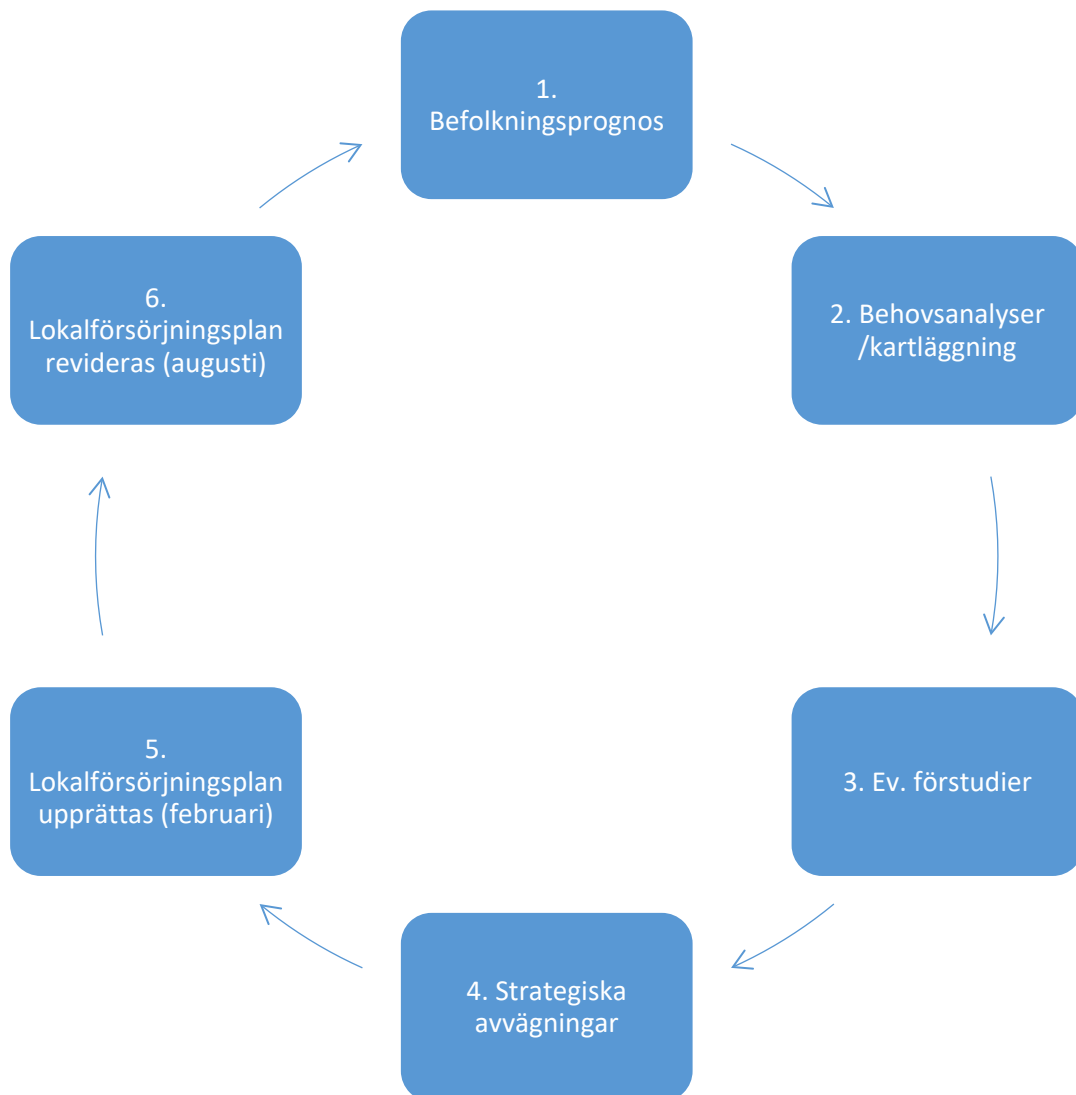 1.
Befolkningsprognos
2. Behovsanalyser
/kartläggning
3. Ev. förstudier
4. Strategiska
avvägningar
5.
Lokalförsörjningsplan
upprättas (februari)
6.
Lokalförsörjningsplan
revideras (augusti)